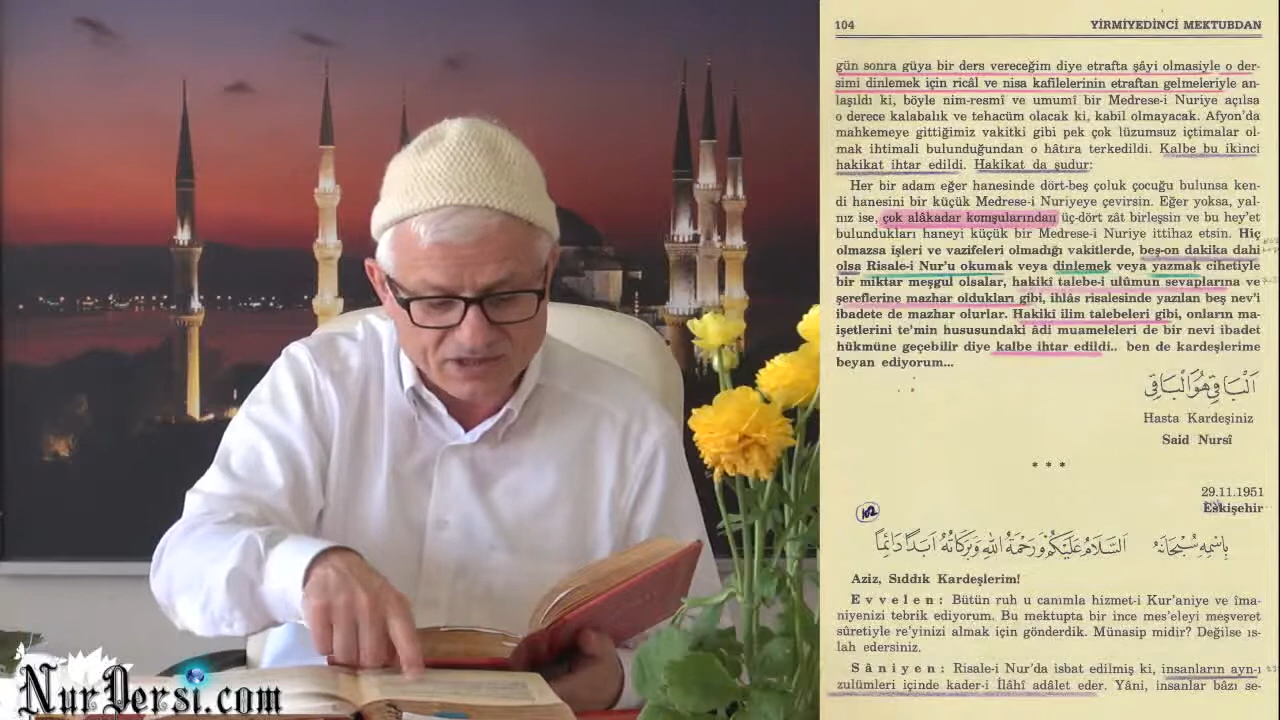 104 YİRMİYEDİNCİ MEKTUBDAN
gün sonra güya bir ders vereceğim diye etrafta şâyi olmasiyle o der-
simi dinlemek için ricâl ve nisa kafilelerinin etraftan gelmeleriyle an-
laşıldı ki, böyle nim-resmî ve umumî bir Medrese-i Nuriye açılsa
o derece kalabalık ve tehacüm olacak ki, kabil olmayacak. Afyon'da
mahkemeye gittiğimiz vakitki gibi pek çok lüzumsuz içtimalar ol-
mak ihtimali bulunduğundan o hâtıra terkedildi. Kalbe bu ikinci
hakikat ihtar edildi. Hakikat da şudur:
Her bir adam eğer hanesinde dört-beş çoluk çocuğu bulunsa ken-
di hanesini bir küçük Medrese-i Nuriyeye çevirsin. Eğer yoksa, yal-
nız ise, çok alâkadar komşularından üç-dört zât birleşsin ve bu hey'et
bulundukları haneyi küçük bir Medrese-i Nuriye ittihaz etsin. Hiç
olmazsa işleri ve vazifeleri olmadığı vakitlerde, beş-on dakika dahi
olsa Risale-i Nur'u okumak veya dinlemek veya yazmak cihetiyle
bir miktar meşgul olsalar, hakikî talebe-i ulûmun sevaplarına ve
şereflerine mazhar oldukları gibi, ihlâs risalesinde yazılan beş nev'i
ibadete de mazhar olurlar. Hakikî ilim talebeleri gibi, onların ma-
işetlerini te'min hususundaki âdi muameleleri de bir nevi ibadet
hükmüne geçebilir diye kalbe ihtar edildi.. ben de kardeşlerime
beyan ediyorum...
اَلْبَاقِى هُوَ الْبَاقِى
Hasta Kardeşiniz
Said Nursî
* * *
29.11.1951
102 Eskişehir
بِاسْمِهِ سُبْحَانَهُ اَلسَّلَامُ عَلَيْكُمْ وَرَحْمَةُ اللهِ وَبَرَكَاتُهُ اَبَدًا دَائِمًا
Aziz, Sıddık Kardeşlerim!
Evvelen: Bütün ruh u canımla hizmet-i Kur'aniye ve îma-
niyenizi tebrik ediyorum. Bu mektupta bir ince mes'eleyi meşveret
sûretiyle re'yinizi almak için gönderdik. Münasip midir? Değilse ıs-
lah edersiniz.
Sâniyen: Risale-i Nur'da isbat edilmiş ki, insanların ayn-ı
zulümleri içinde kader-i İlâhî adâlet eder. Yâni, insanlar bâzı se-
NurDersi.com